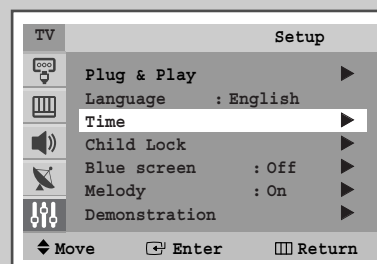 TV Setup
Plug & Play
Language : English
Time
Child Lock
Blue screen : Off
Melody : On
Demonstration
Move Enter Return